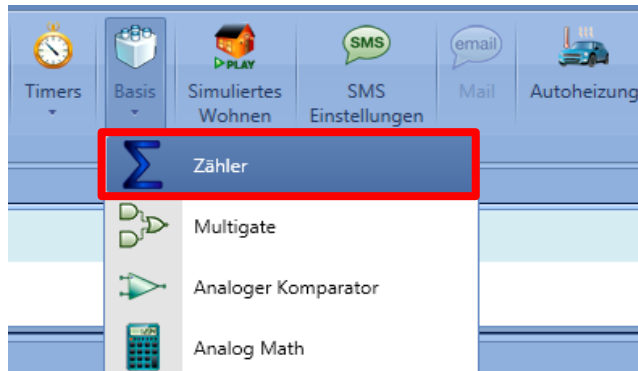 PLAY
SMS
email
Timers
Basis
Simuliertes
Wohnen
SMS
Einstellungen
Mail
Autoheizung
Zähler
Multigate
Analoger Komparator
Analog Math